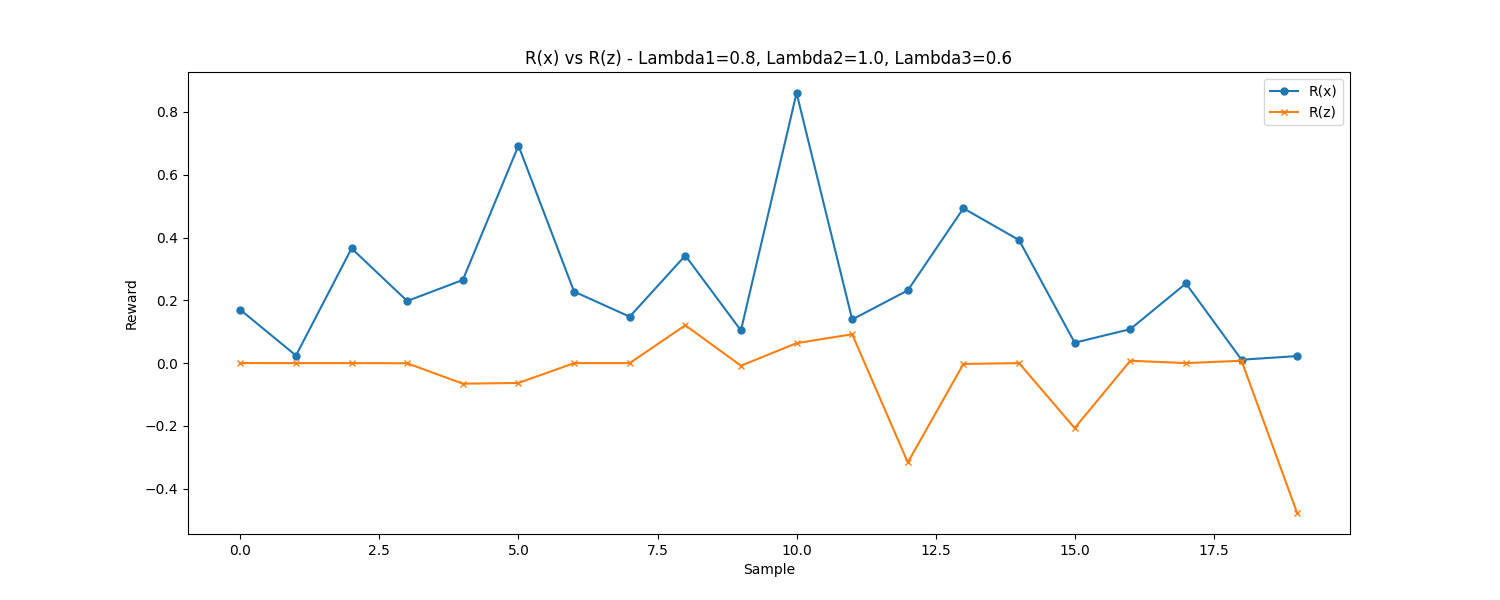 R(x) vs R(z) - Lambda1=0.8, Lambda2=1.0, Lambda3=0.6
R(x)
R(z)
Reward
0.8
0.6
0.4
0.2
0.0
−0.2
−0.4
0.0 2.5 5.0 7.5 10.0 12.5 15.0 17.5
Sample